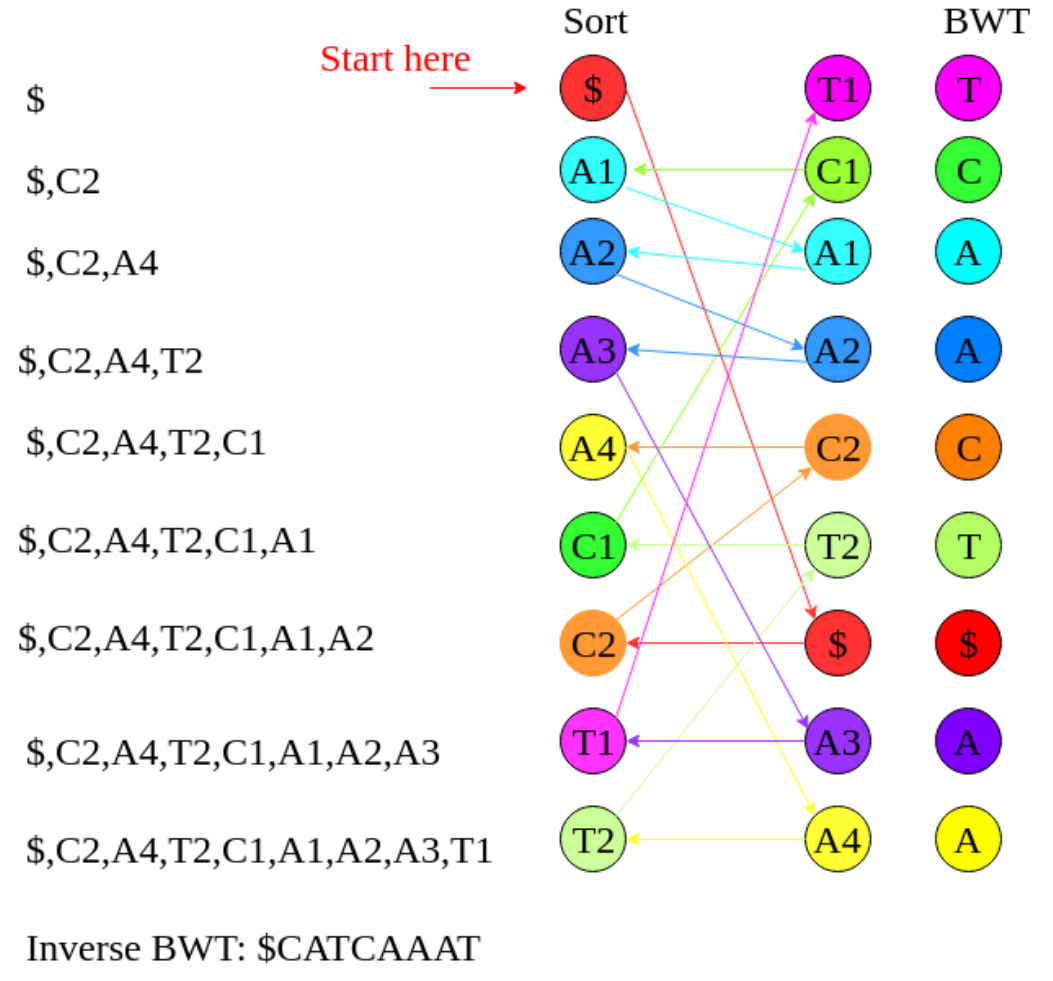 Sort BWT
Start here
$ $ T1 T
$,C2 A1 C1 C
$,C2,A4 A2 A1 A
$,C2,A4,T2 A3 A2 A
$,C2,A4,T2,C1 A4 C2 C
$,C2,A4,T2,C1,A1 C1 T2 T
$,C2,A4,T2,C1,A1,A2 C2 $ $
$,C2,A4,T2,C1,A1,A2,A3 T1 A3 A
$,C2,A4,T2,C1,A1,A2,A3,T1 T2 A4 A
Inverse BWT: $CATCAAAT